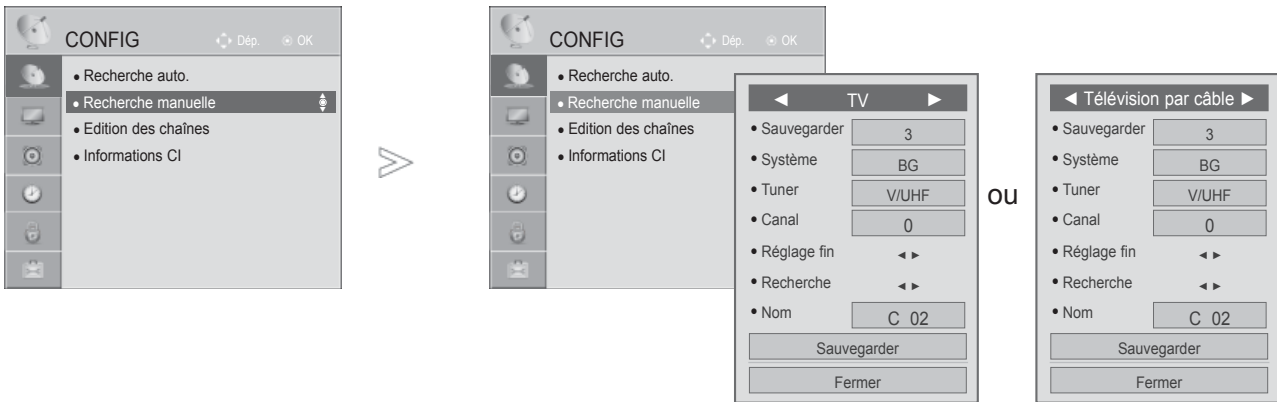 CONFIG
Dép. OK
• Recherche auto.
• Recherche manuelle
• Edition des chaînes
• Informations CI
CONFIG
Dép. OK
• Recherche auto.
• Recherche manuelle
• Edition des chaînes
• Informations CI
◄ TV ►
• Sauvegarder 3
• Système BG
• Tuner V/UHF
• Canal 0
• Réglage fin ◄ ►
• Recherche ◄ ►
• Nom C 02
Sauvegarder
Fermer
ou
◄ Télévision par câble ►
• Sauvegarder 3
• Système BG
• Tuner V/UHF
• Canal 0
• Réglage fin ◄ ►
• Recherche ◄ ►
• Nom C 02
Sauvegarder
Fermer